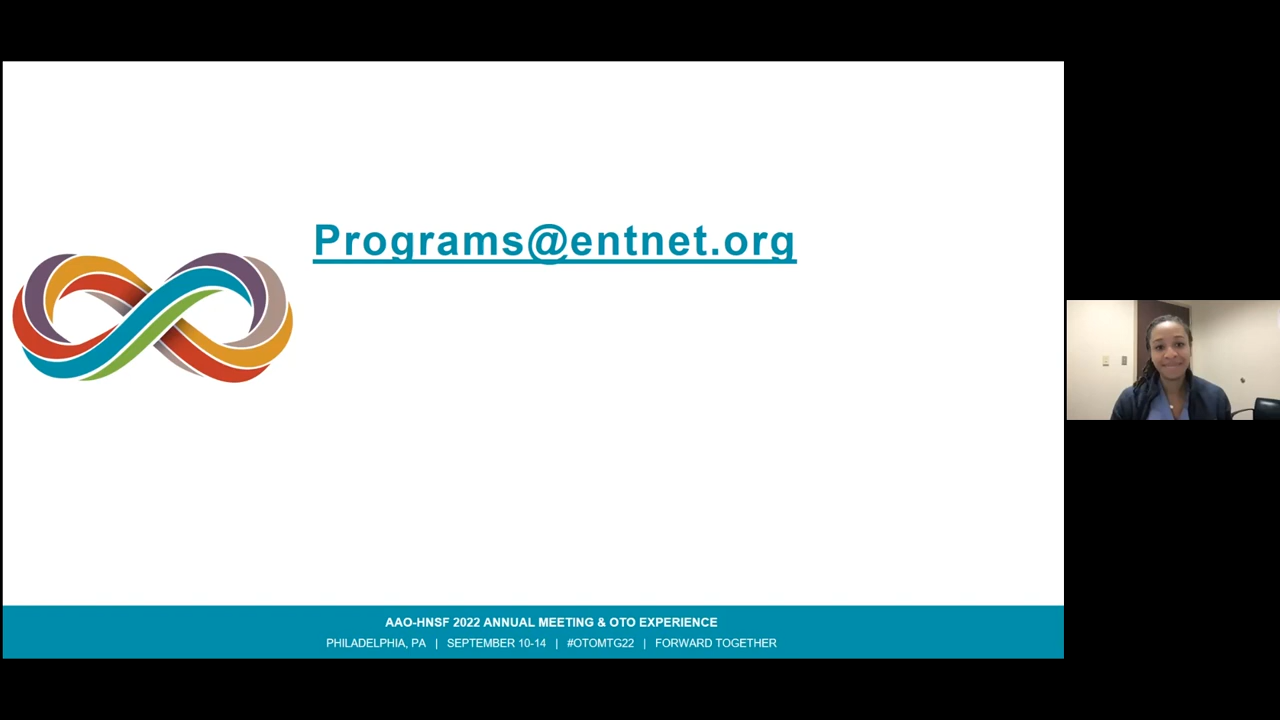 Programs@entnet.org
AAO-HNSF 2022 ANNUAL MEETING & OTO EXPERIENCE
PHILADELPHIA, PA | SEPTEMBER 10-14 | #OTOMTG22 | FORWARD TOGETHER